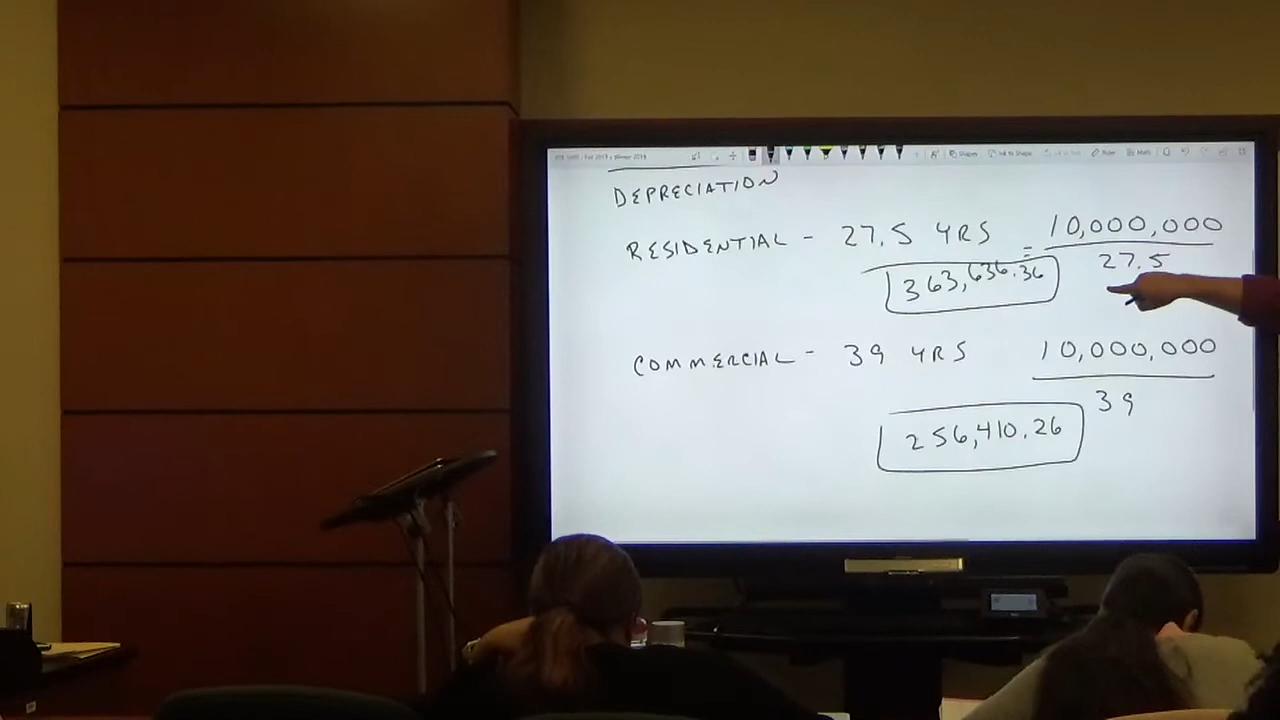 DEPRECIATION
RESIDENTIAL - 27.5 YRS = 10,000,000
27.5
363,636.36
COMMERCIAL - 39 YRS 10,000,000
39
256,410.26